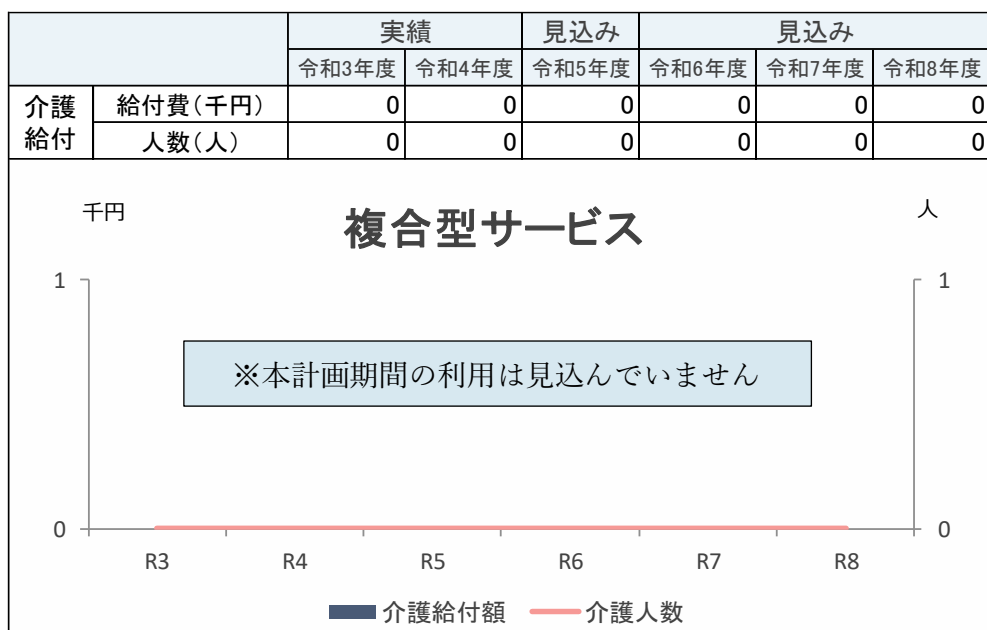 実績 見込み 見込み
令和3年度 令和4年度 令和5年度 令和6年度 令和7年度 令和8年度
介護給付 給付費(千円) 0 0 0 0 0 0
人数(人) 0 0 0 0 0 0
千円 複合型サービス 人
1 1
※本計画期間の利用は見込んでいません
0 0
R3 R4 R5 R6 R7 R8
介護給付額 介護人数